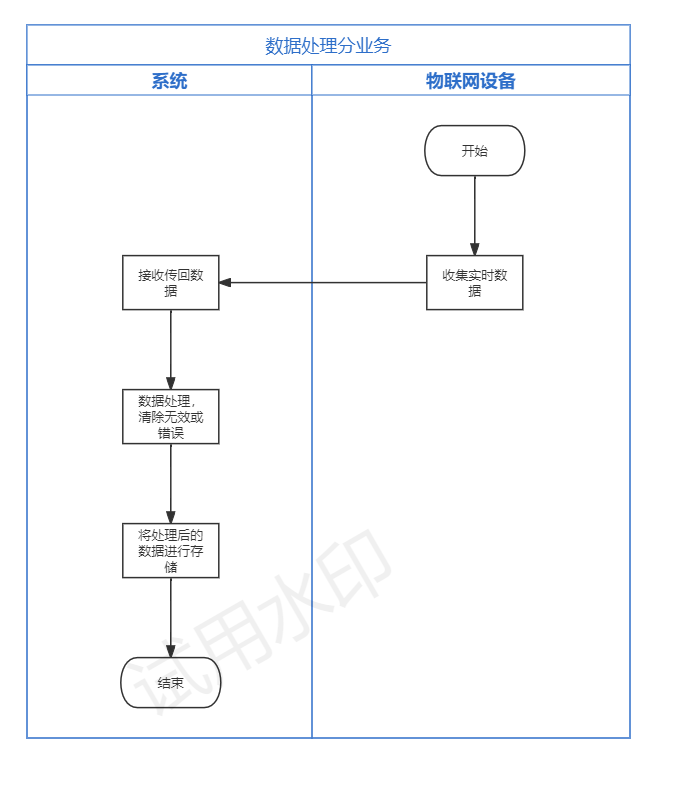 数据处理分业务
系统
物联网设备
开始
收集实时数
据
接收传回数
据
数据处理，
清除无效或
错误
将处理后的
数据进行存
储
结束
试用水印